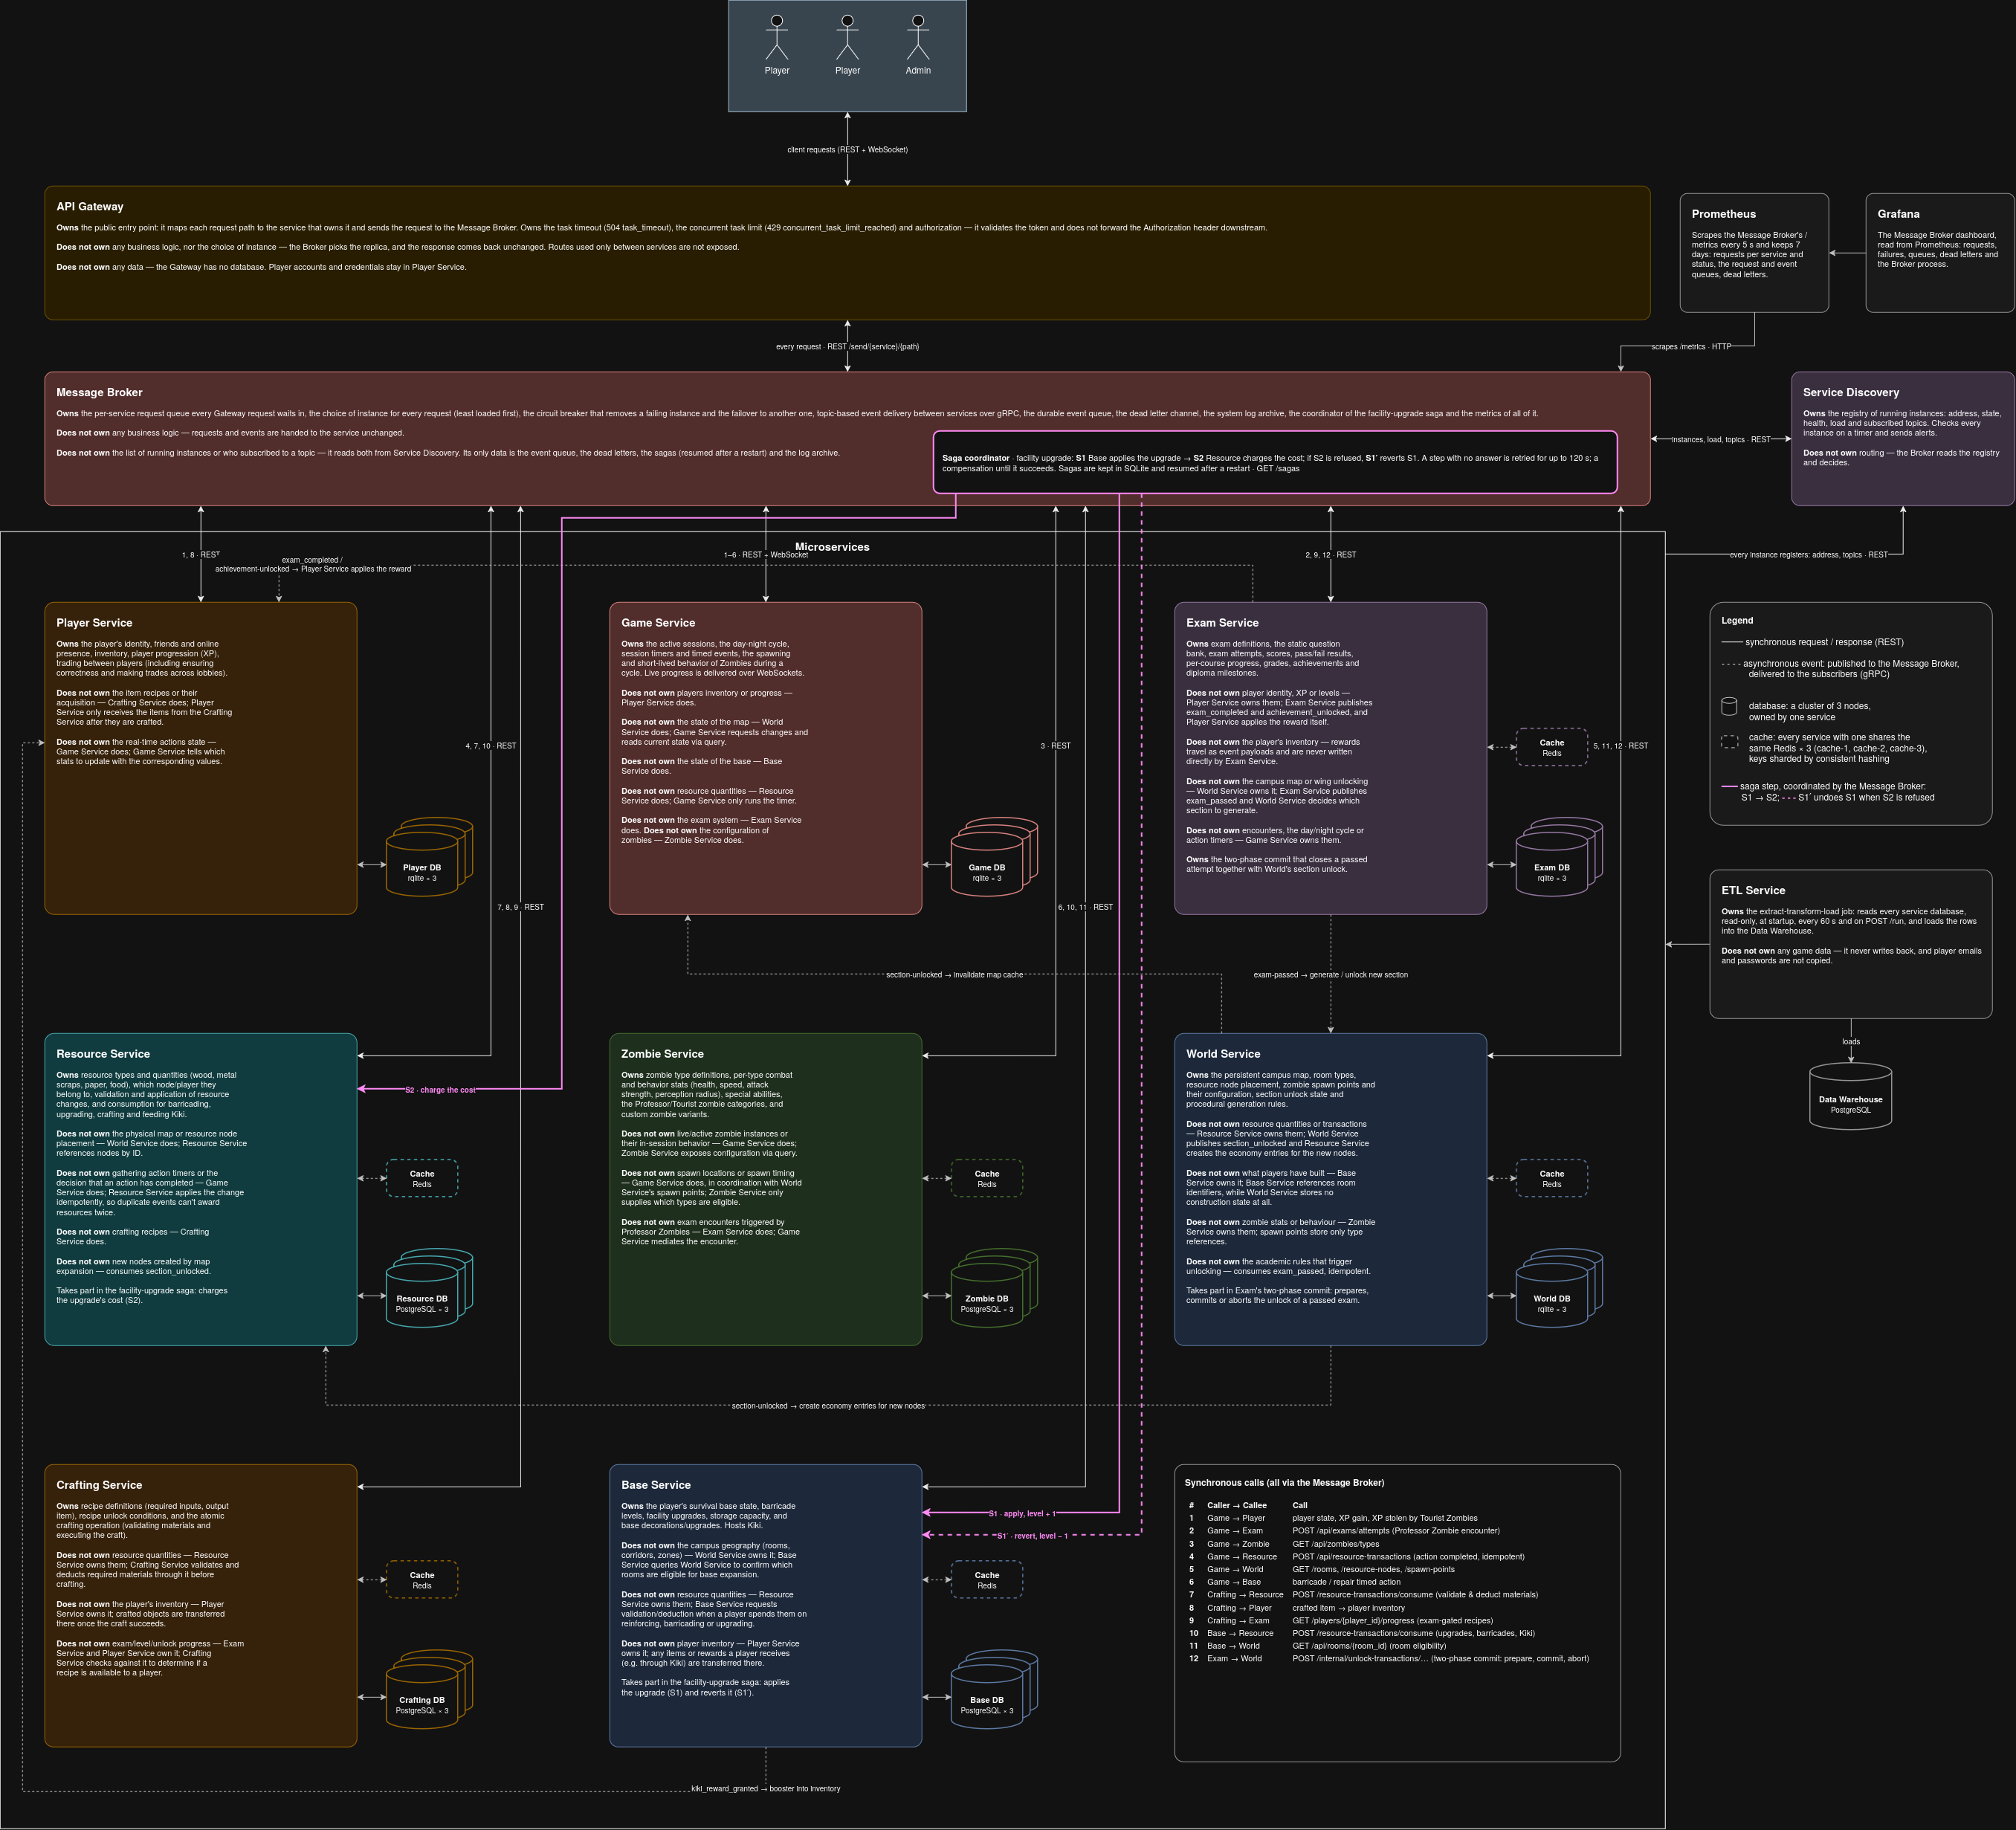 Player
Player
Admin
client requests (REST + WebSocket)
API Gateway
Owns the public entry point: it maps each request path to the service that owns it and sends the request to the Message Broker. Owns the task timeout (504 task_timeout), the concurrent task limit (429 concurrent_task_limit_reached) and authorization — it validates the token and does not forward the Authorization header downstream.
Does not own any business logic, nor the choice of instance — the Broker picks the replica, and the response comes back unchanged. Routes used only between services are not exposed.
Does not own any data — the Gateway has no database. Player accounts and credentials stay in Player Service.
Prometheus
Scrapes the Message Broker's /
metrics every 5 s and keeps 7
days: requests per service and
status, the request and event
queues, dead letters.
Grafana
The Message Broker dashboard,
read from Prometheus: requests,
failures, queues, dead letters and
the Broker process.
every request · REST /send/{service}/{path}
scrapes /metrics · HTTP
Message Broker
Owns the per-service request queue every Gateway request waits in, the choice of instance for every request (least loaded first), the circuit breaker that removes a failing instance and the failover to another one, topic-based event delivery between services over gRPC, the durable event queue, the dead letter channel, the system log archive, the coordinator of the facility-upgrade saga and the metrics of all of it.
Does not own any business logic — requests and events are handed to the service unchanged.
Does not own the list of running instances or who subscribed to a topic — it reads both from Service Discovery. Its only data is the event queue, the dead letters, the sagas (resumed after a restart) and the log archive.
Saga coordinator · facility upgrade: S1 Base applies the upgrade → S2 Resource charges the cost; if S2 is refused, S1′ reverts S1. A step with no answer is retried for up to 120 s; a
compensation until it succeeds. Sagas are kept in SQLite and resumed after a restart · GET /sagas
instances, load, topics · REST
Service Discovery
Owns the registry of running instances: address, state,
health, load and subscribed topics. Checks every
instance on a timer and sends alerts.
Does not own routing — the Broker reads the registry
and decides.
Microservices
1, 8 · REST
exam_completed /
achievement-unlocked → Player Service applies the reward
1–6 · REST + WebSocket
2, 9, 12 · REST
every instance registers: address, topics · REST
Player Service
Owns the player's identity, friends and online
presence, inventory, player progression (XP),
trading between players (including ensuring
correctness and making trades across lobbies).
Does not own the item recipes or their
acquisition — Crafting Service does; Player
Service only receives the items from the Crafting
Service after they are crafted.
Does not own the real-time actions state —
Game Service does; Game Service tells which
stats to update with the corresponding values.
Player DB
rqlite × 3
4, 7, 10 · REST
7, 8, 9 · REST
Game Service
Owns the active sessions, the day-night cycle,
session timers and timed events, the spawning
and short-lived behavior of Zombies during a
cycle. Live progress is delivered over WebSockets.
Does not own players inventory or progress —
Player Service does.
Does not own the state of the map — World
Service does; Game Service requests changes and
reads current state via query.
Does not own the state of the base — Base
Service does.
Does not own resource quantities — Resource
Service does; Game Service only runs the timer.
Does not own the exam system — Exam Service
does. Does not own the configuration of
zombies — Zombie Service does.
Game DB
rqlite × 3
3 · REST
6, 10, 11 · REST
Exam Service
Owns exam definitions, the static question
bank, exam attempts, scores, pass/fail results,
per-course progress, grades, achievements and
diploma milestones.
Does not own player identity, XP or levels —
Player Service owns them; Exam Service publishes
exam_completed and achievement_unlocked, and
Player Service applies the reward itself.
Does not own the player's inventory — rewards
travel as event payloads and are never written
directly by Exam Service.
Does not own the campus map or wing unlocking
— World Service owns it; Exam Service publishes
exam_passed and World Service decides which
section to generate.
Does not own encounters, the day/night cycle or
action timers — Game Service owns them.
Owns the two-phase commit that closes a passed
attempt together with World's section unlock.
Cache
Redis
5, 11, 12 · REST
Exam DB
rqlite × 3
Legend
synchronous request / response (REST)
asynchronous event: published to the Message Broker,
delivered to the subscribers (gRPC)
database: a cluster of 3 nodes,
owned by one service
cache: every service with one shares the
same Redis × 3 (cache-1, cache-2, cache-3),
keys sharded by consistent hashing
saga step, coordinated by the Message Broker:
S1 → S2; S1′ undoes S1 when S2 is refused
ETL Service
Owns the extract-transform-load job: reads every service database,
read-only, at startup, every 60 s and on POST /run, and loads the rows
into the Data Warehouse.
Does not own any game data — it never writes back, and player emails
and passwords are not copied.
loads
Data Warehouse
PostgreSQL
section-unlocked → invalidate map cache
exam-passed → generate / unlock new section
Resource Service
Owns resource types and quantities (wood, metal
scraps, paper, food), which node/player they
belong to, validation and application of resource
changes, and consumption for barricading,
upgrading, crafting and feeding Kiki.
Does not own the physical map or resource node
placement — World Service does; Resource Service
references nodes by ID.
Does not own gathering action timers or the
decision that an action has completed — Game
Service does; Resource Service applies the change
idempotently, so duplicate events can't award
resources twice.
Does not own crafting recipes — Crafting
Service does.
Does not own new nodes created by map
expansion — consumes section_unlocked.
Takes part in the facility-upgrade saga: charges
the upgrade's cost (S2).
S2 · charge the cost
Cache
Redis
Resource DB
PostgreSQL × 3
Zombie Service
Owns zombie type definitions, per-type combat
and behavior stats (health, speed, attack
strength, perception radius), special abilities,
the Professor/Tourist zombie categories, and
custom zombie variants.
Does not own live/active zombie instances or
their in-session behavior — Game Service does;
Zombie Service exposes configuration via query.
Does not own spawn locations or spawn timing
— Game Service does, in coordination with World
Service's spawn points; Zombie Service only
supplies which types are eligible.
Does not own exam encounters triggered by
Professor Zombies — Exam Service does; Game
Service mediates the encounter.
Cache
Redis
Zombie DB
PostgreSQL × 3
World Service
Owns the persistent campus map, room types,
resource node placement, zombie spawn points and
their configuration, section unlock state and
procedural generation rules.
Does not own resource quantities or transactions
— Resource Service owns them; World Service
publishes section_unlocked and Resource Service
creates the economy entries for the new nodes.
Does not own what players have built — Base
Service owns it; Base Service references room
identifiers, while World Service stores no
construction state at all.
Does not own zombie stats or behaviour — Zombie
Service owns them; spawn points store only type
references.
Does not own the academic rules that trigger
unlocking — consumes exam_passed, idempotent.
Takes part in Exam's two-phase commit: prepares,
commits or aborts the unlock of a passed exam.
Cache
Redis
World DB
rqlite × 3
section-unlocked → create economy entries for new nodes
Crafting Service
Owns recipe definitions (required inputs, output
item), recipe unlock conditions, and the atomic
crafting operation (validating materials and
executing the craft).
Does not own resource quantities — Resource
Service owns them; Crafting Service validates and
deducts required materials through it before
crafting.
Does not own the player's inventory — Player
Service owns it; crafted objects are transferred
there once the craft succeeds.
Does not own exam/level/unlock progress — Exam
Service and Player Service own it; Crafting
Service checks against it to determine if a
recipe is available to a player.
Cache
Redis
Crafting DB
PostgreSQL × 3
Base Service
Owns the player's survival base state, barricade
levels, facility upgrades, storage capacity, and
base decorations/upgrades. Hosts Kiki.
Does not own the campus geography (rooms,
corridors, zones) — World Service owns it; Base
Service queries World Service to confirm which
rooms are eligible for base expansion.
Does not own resource quantities — Resource
Service owns them; Base Service requests
validation/deduction when a player spends them on
reinforcing, barricading or upgrading.
Does not own player inventory — Player Service
owns it; any items or rewards a player receives
(e.g. through Kiki) are transferred there.
Takes part in the facility-upgrade saga: applies
the upgrade (S1) and reverts it (S1′).
S1 · apply, level + 1
S1′ · revert, level − 1
Cache
Redis
Base DB
PostgreSQL × 3
Synchronous calls (all via the Message Broker)
# Caller → Callee Call
1 Game → Player player state, XP gain, XP stolen by Tourist Zombies
2 Game → Exam POST /api/exams/attempts (Professor Zombie encounter)
3 Game → Zombie GET /api/zombies/types
4 Game → Resource POST /api/resource-transactions (action completed, idempotent)
5 Game → World GET /rooms, /resource-nodes, /spawn-points
6 Game → Base barricade / repair timed action
7 Crafting → Resource POST /resource-transactions/consume (validate & deduct materials)
8 Crafting → Player crafted item → player inventory
9 Crafting → Exam GET /players/{player_id}/progress (exam-gated recipes)
10 Base → Resource POST /resource-transactions/consume (upgrades, barricades, Kiki)
11 Base → World GET /api/rooms/{room_id} (room eligibility)
12 Exam → World POST /internal/unlock-transactions/… (two-phase commit: prepare, commit, abort)
kiki_reward_granted → booster into inventory